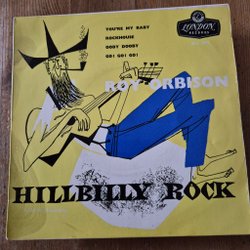 YOU'RE MY BABY
ROCKHOUSE
OOBY DOOBY
GO! GO! GO!
LONDON
RECORDS
ROY ORBISON
HILLBILLY ROCK